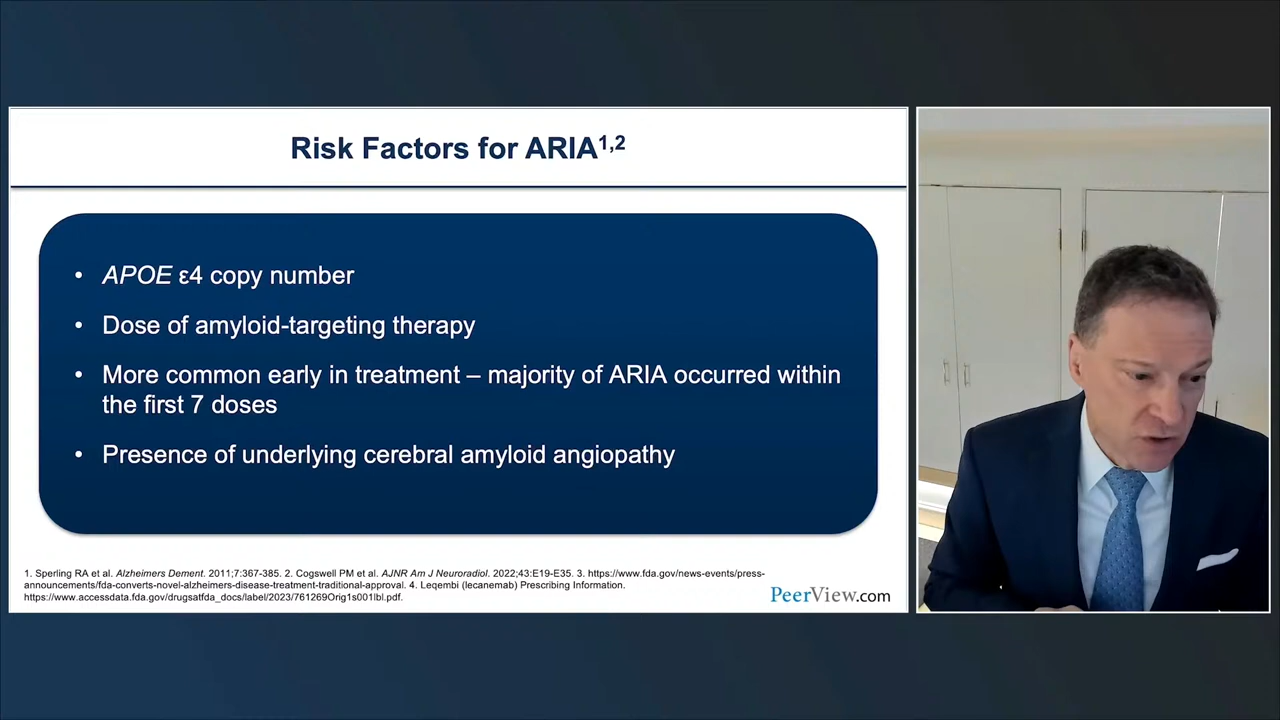 Risk Factors for ARIA1,2
• APOE ε4 copy number
• Dose of amyloid-targeting therapy
• More common early in treatment – majority of ARIA occurred within
the first 7 doses
• Presence of underlying cerebral amyloid angiopathy
1. Sperling RA et al. Alzheimers Dement. 2011;7:367-385. 2. Cogswell PM et al. AJNR Am J Neuroradiol. 2022;43:E19-E35. 3. https://www.fda.gov/news-events/press-
announcements/fda-converts-novel-alzheimers-disease-treatment-traditional-approval. 4. Leqembi (lecanemab) Prescribing Information.
https://www.accessdata.fda.gov/drugsatfda_docs/label/2023/761269Orig1s001lbl.pdf.
PeerView.com